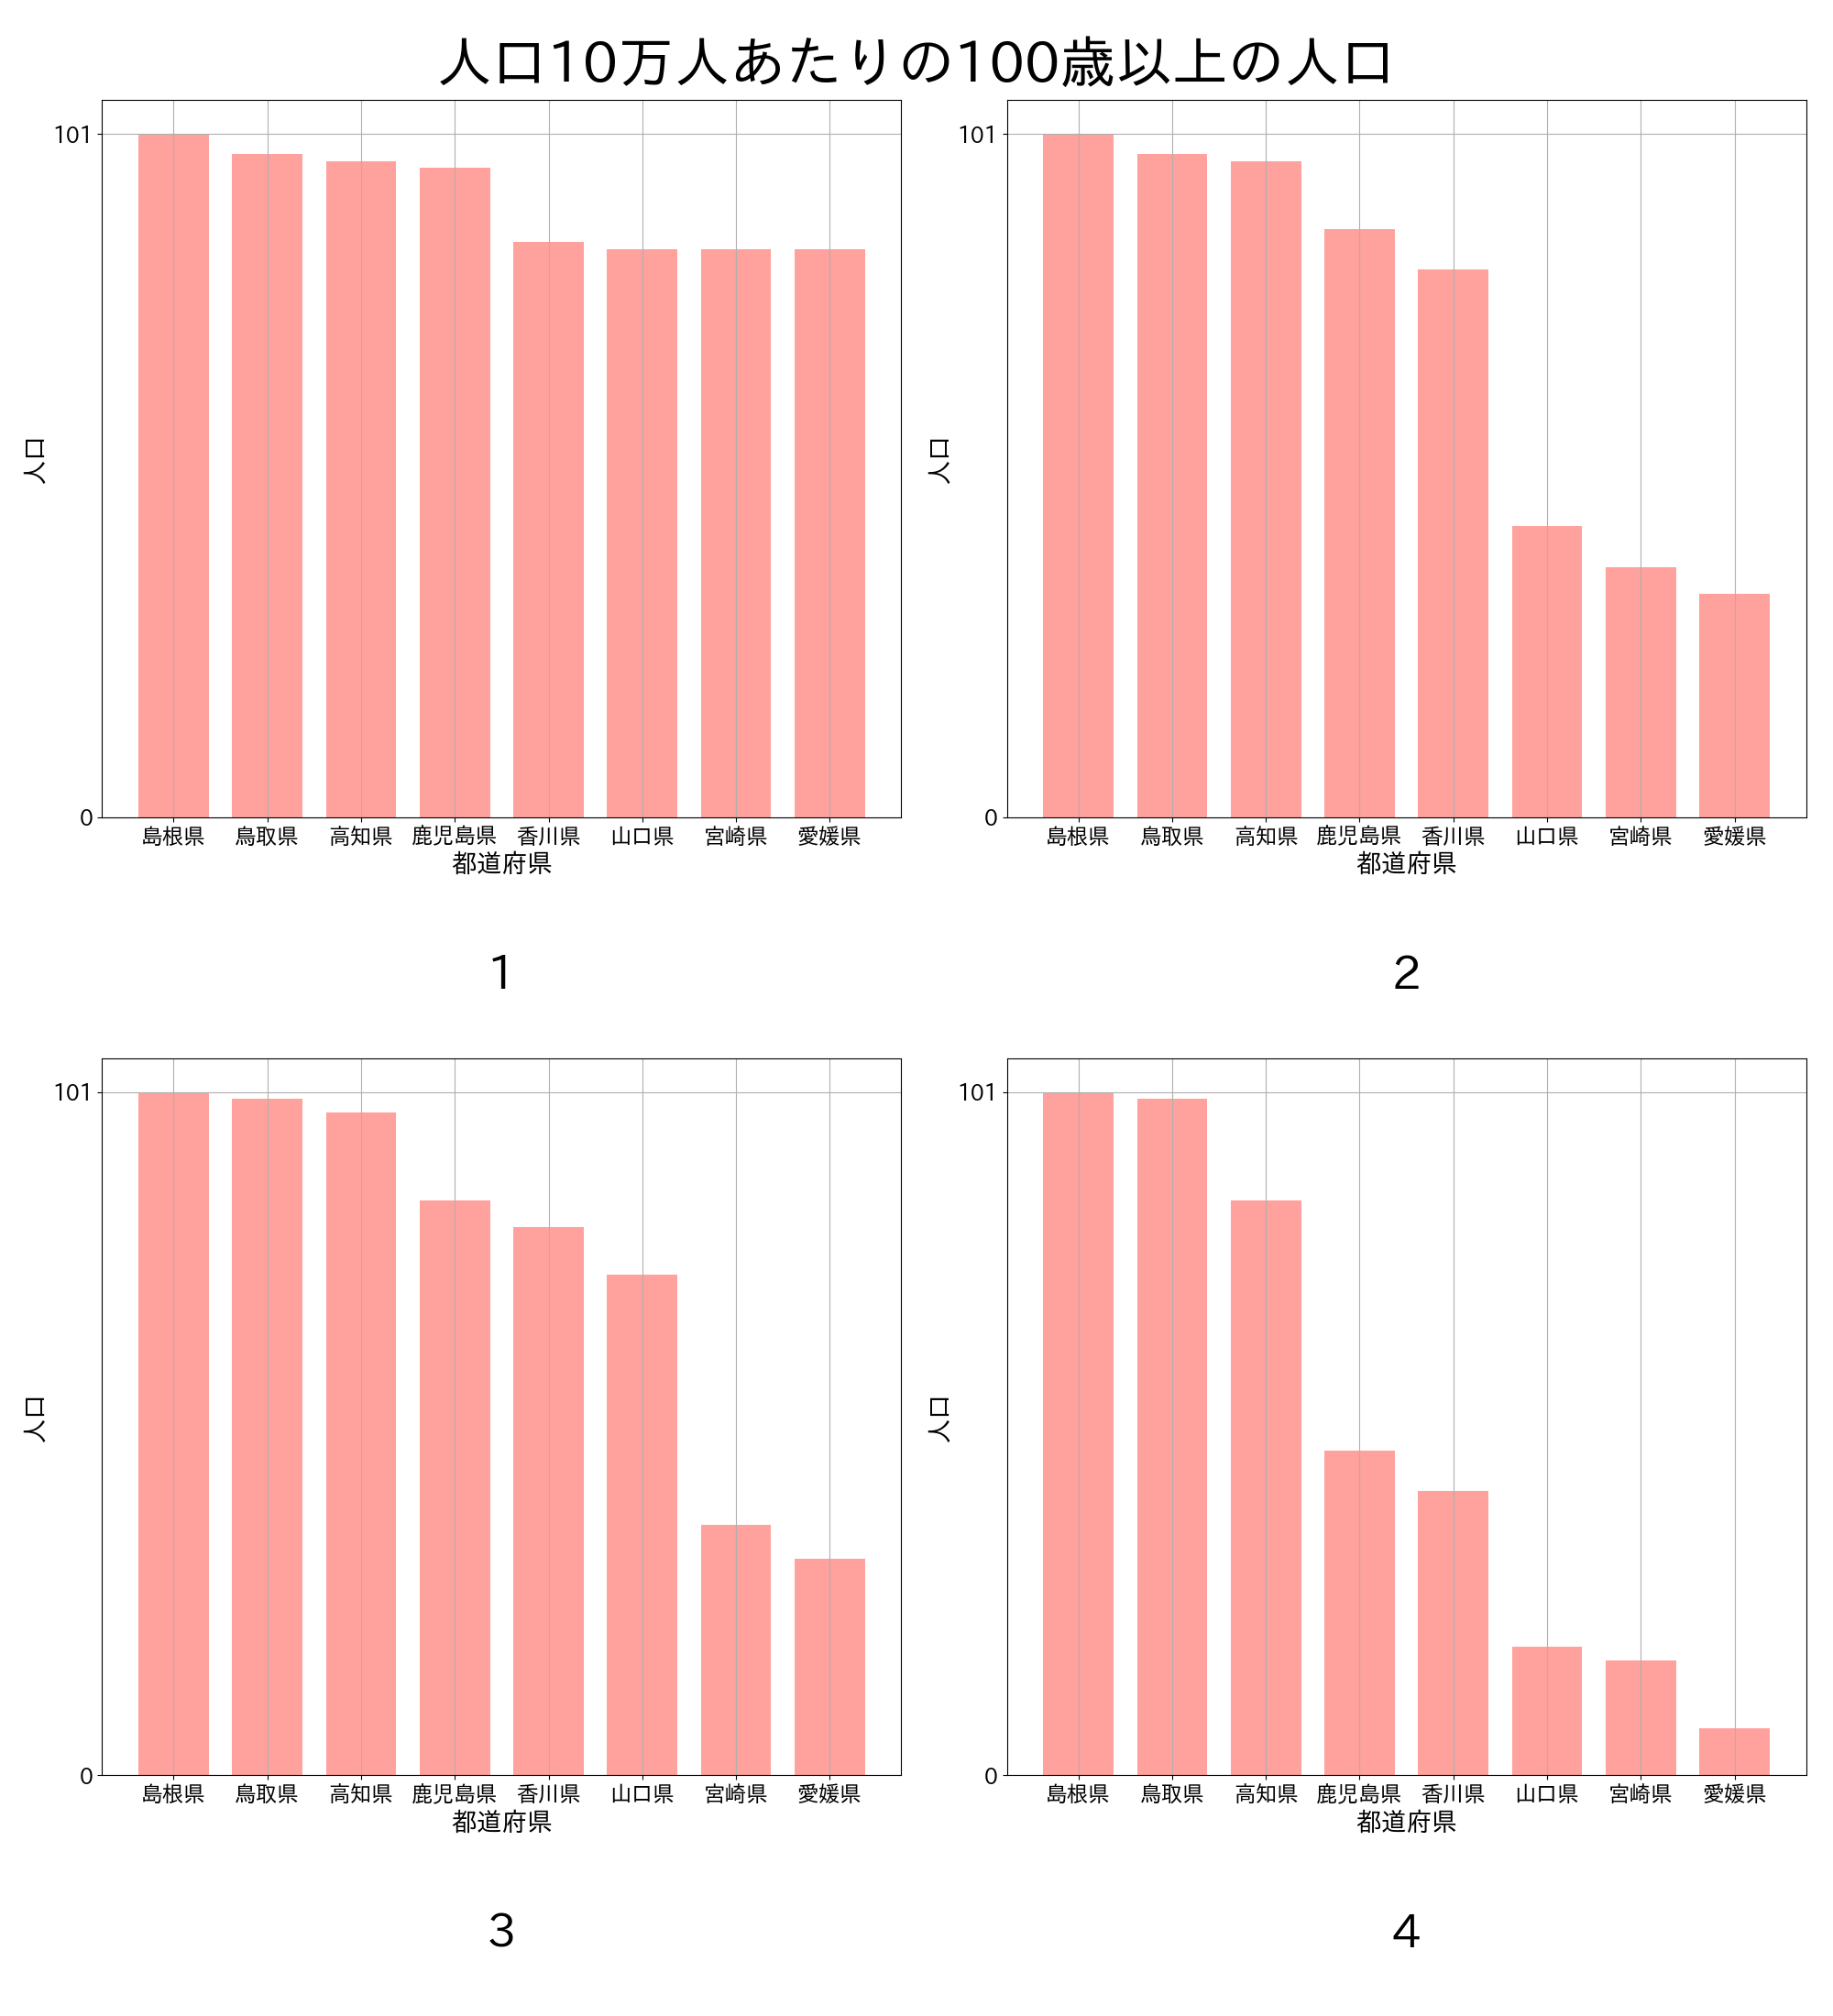 人口10万人あたりの100歳以上の人口
人口
101
0
島根県 鳥取県 高知県 鹿児島県 香川県 山口県 宮崎県 愛媛県
都道府県
1
人口
101
0
島根県 鳥取県 高知県 鹿児島県 香川県 山口県 宮崎県 愛媛県
都道府県
2
人口
101
0
島根県 鳥取県 高知県 鹿児島県 香川県 山口県 宮崎県 愛媛県
都道府県
3
人口
101
0
島根県 鳥取県 高知県 鹿児島県 香川県 山口県 宮崎県 愛媛県
都道府県
4